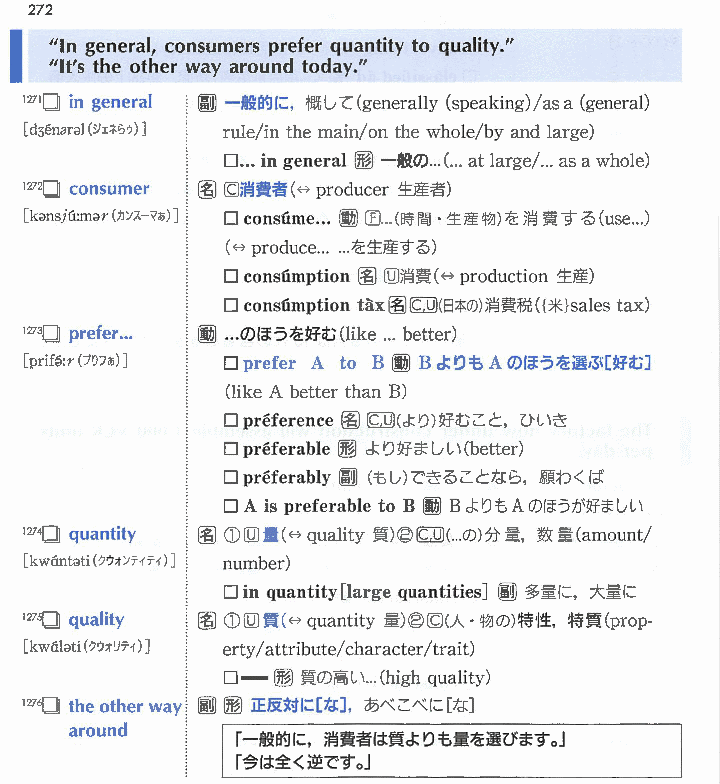 272
"In general, consumers prefer quantity to quality."
"It's the other way around today."
1271□ in general 副 一般的に，概して(generally (speaking)/as a (general)
[dʒénərəl(ジェネらゥ)] rule/in the main/on the whole/by and large)
□... in general 形 一般の…(... at large/... as a whole)
1272□ consumer 名 C消費者(↔ producer 生産者)
[kənsjúːmər(カンスーマぁ)] □ consúme... 動 他…(時間・生産物)を消費する(use...)
(↔ produce... …を生産する)
□ consúmption 名 U消費(↔ production 生産)
□ consúmption tàx 名 C,U(日本の)消費税({米}sales tax)
1273□ prefer... 動 …のほうを好む(like ... better)
[prifə́ːr(プりファ)] □ prefer A to B 動 BよりもAのほうを選ぶ[好む]
(like A better than B)
□ préference 名 C,U(より)好むこと，ひいき
□ préferable 形 より好ましい(better)
□ préferably 副 (もし)できることなら，願わくば
□ A is preferable to B 動 BよりもAのほうが好ましい
1274□ quantity 名 ①U量(↔ quality 質)②C,U(...の)分量，数量(amount/
[kwántəti(クウォンティティ)] number)
□ in quantity[large quantities] 副 多量に，大量に
1275□ quality 名 ①U質(↔ quantity 量)②C(人・物の)特性，特質(prop-
[kwáləti(クウォリティ)] erty/attribute/character/trait)
□━ 形 質の高い…(high quality)
1276□ the other way 副 形 正反対に[な]，あべこべに[な]
around
「一般的に，消費者は質よりも量を選びます。」
「今は全く逆です。」